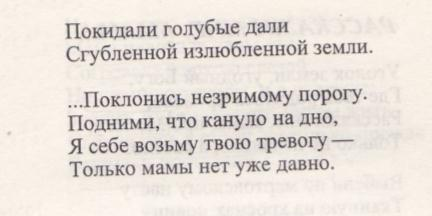 Покидали голубые дали
Сгубленной излюбленной земли.
...Поклонись незримому порогу.
Подними, что кануло на дно,
Я себе возьму твою тревогу —
Только мамы нет уже давно.